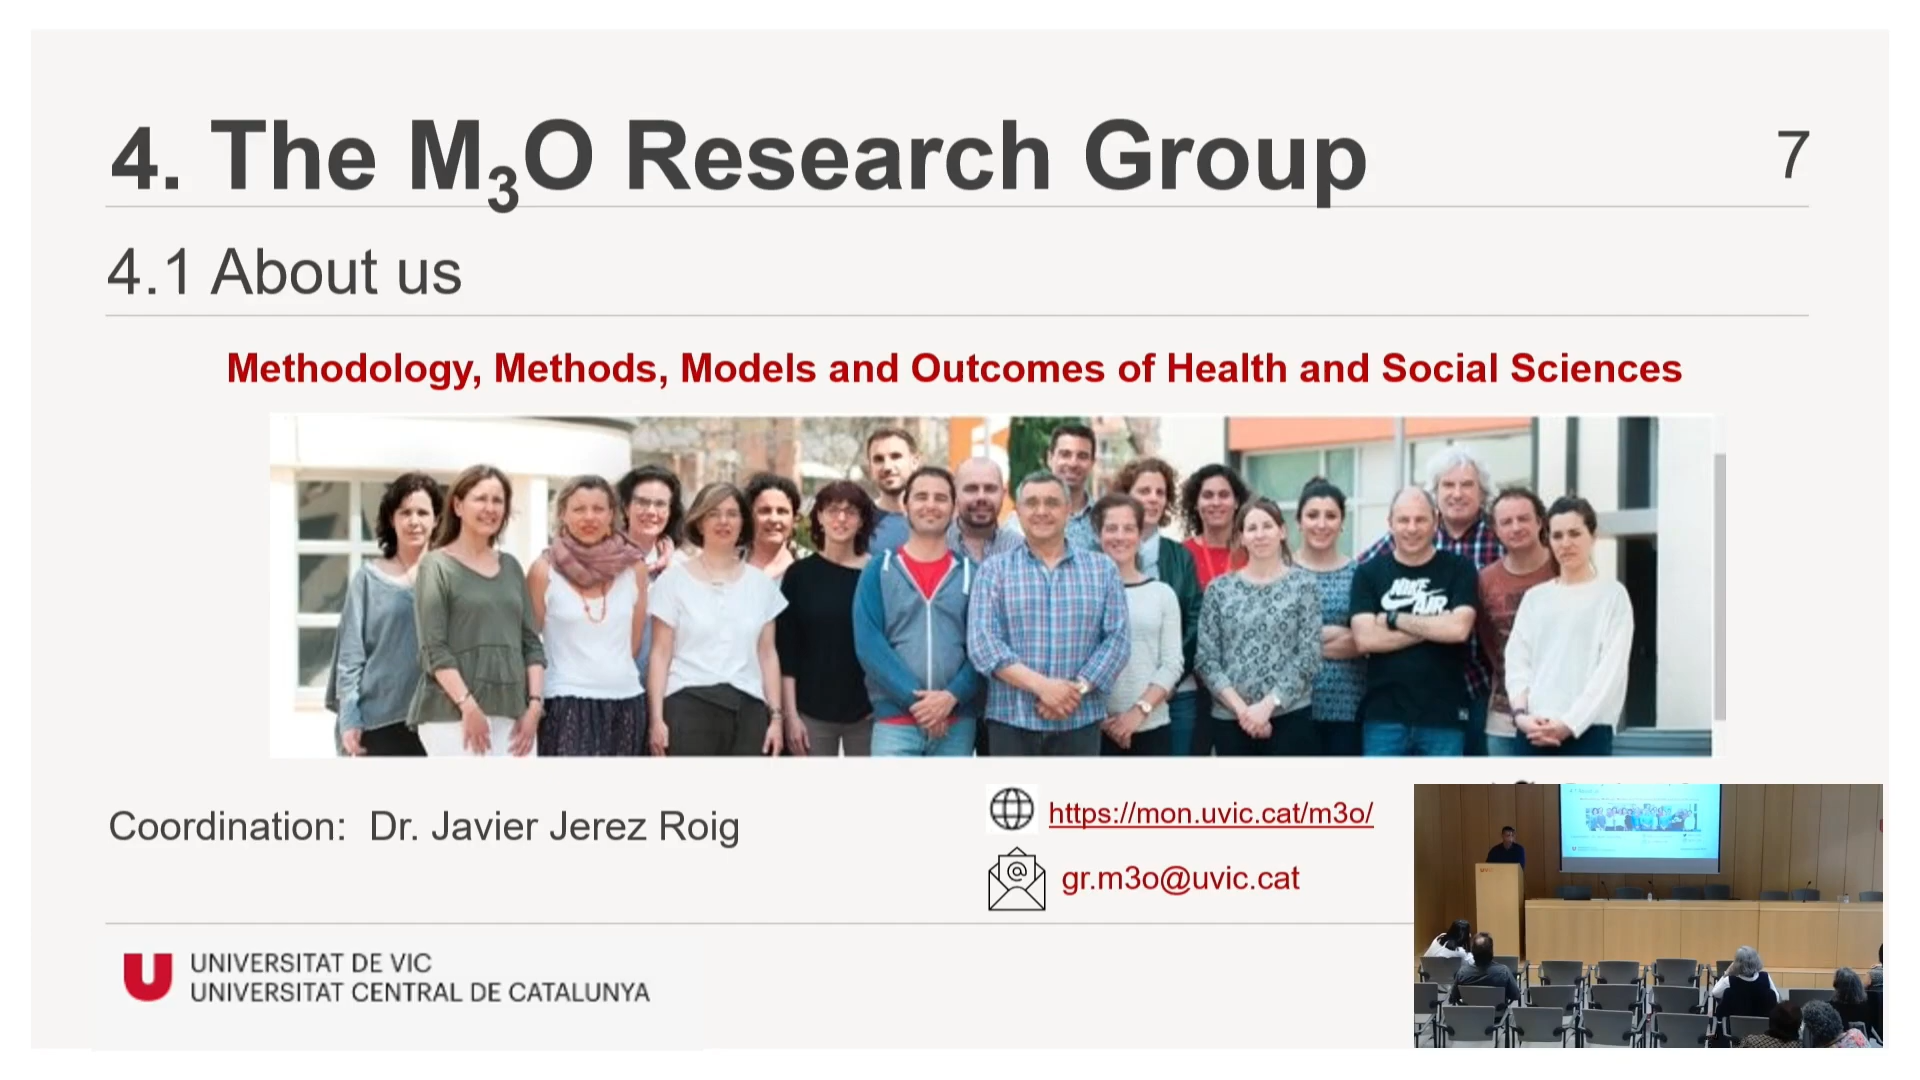 4. The M3O Research Group
7
4.1 About us
Methodology, Methods, Models and Outcomes of Health and Social Sciences
NIKE
AIR
Coordination: Dr. Javier Jerez Roig
https://mon.uvic.cat/m3o/
@
gr.m3o@uvic.cat
U UNIVERSITAT DE VIC
UNIVERSITAT CENTRAL DE CATALUNYA